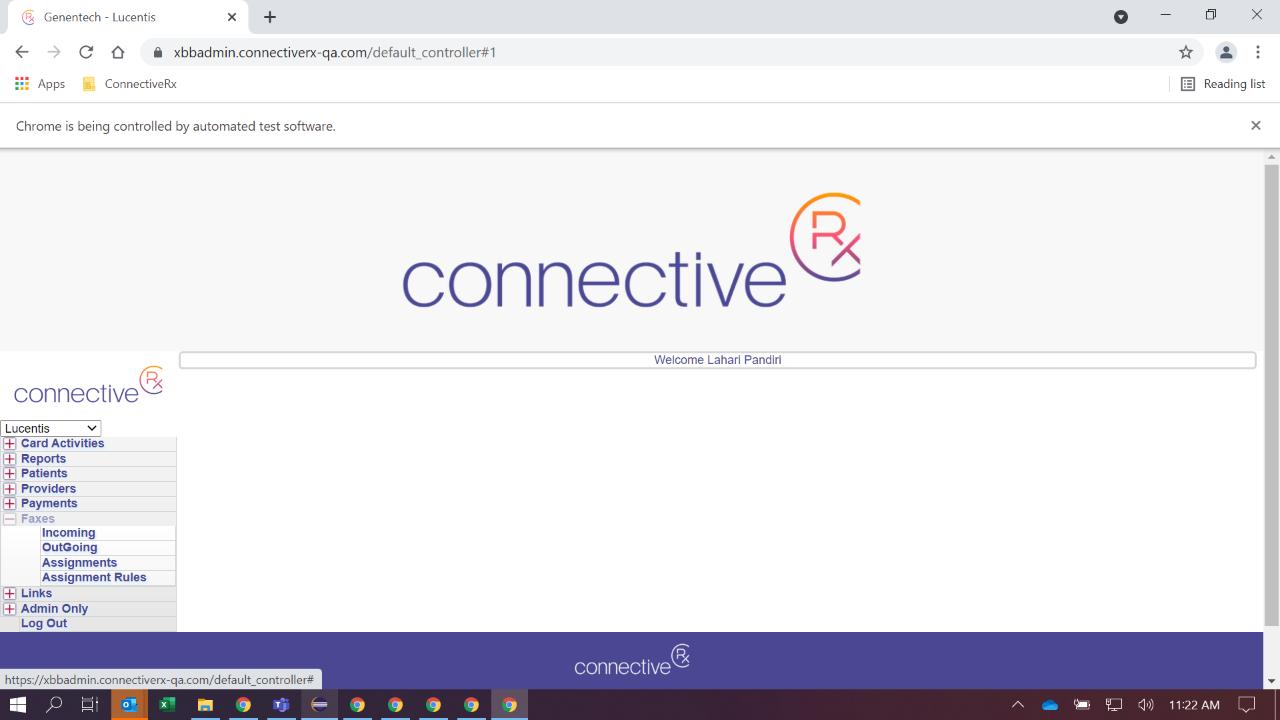 Genentech - Lucentis
xbbadmin.connectiverx-qa.com/default_controller#1
Apps
ConnectiveRx
Reading list
Chrome is being controlled by automated test software.
connective Rx
Welcome Lahari Pandiri
connective Rx
Lucentis
Card Activities
Reports
Patients
Providers
Payments
Faxes
Incoming
OutGoing
Assignments
Assignment Rules
Links
Admin Only
Log Out
connective Rx
https://xbbadmin.connectiverx-qa.com/default_controller#
11:22 AM